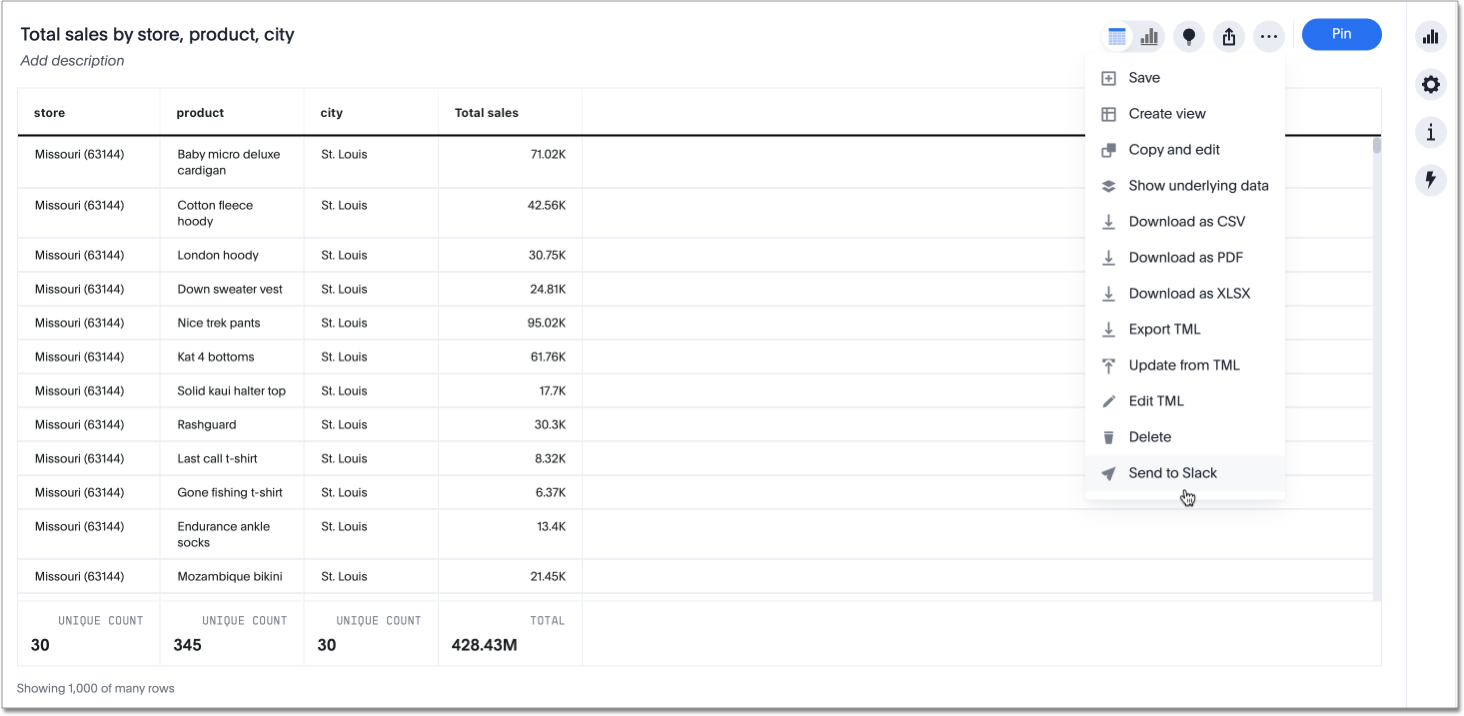 Total sales by store, product, city
Add description
Pin
store product city Total sales
Missouri (63144) Baby micro deluxe St. Louis 71.02K
cardigan
Missouri (63144) Cotton fleece St. Louis 42.56K
hoody
Missouri (63144) London hoody St. Louis 30.75K
Missouri (63144) Down sweater vest St. Louis 24.81K
Missouri (63144) Nice trek pants St. Louis 95.02K
Missouri (63144) Kat 4 bottoms St. Louis 61.76K
Missouri (63144) Solid kaui halter top St. Louis 17.7K
Missouri (63144) Rashguard St. Louis 30.3K
Missouri (63144) Last call t-shirt St. Louis 8.32K
Missouri (63144) Gone fishing t-shirt St. Louis 6.37K
Missouri (63144) Endurance ankle St. Louis 13.4K
socks
Missouri (63144) Mozambique bikini St. Louis 21.45K
UNIQUE COUNT UNIQUE COUNT UNIQUE COUNT TOTAL
30 345 30 428.43M
Showing 1,000 of many rows
Save
Create view
Copy and edit
Show underlying data
Download as CSV
Download as PDF
Download as XLSX
Export TML
Update from TML
Edit TML
Delete
Send to Slack